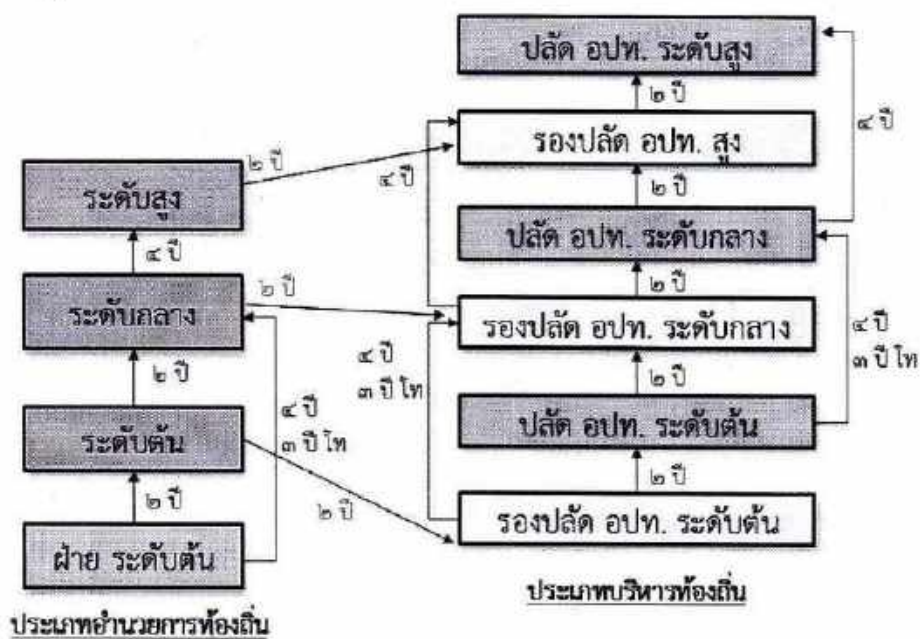 ปลัด อปท. ระดับสูง
๒ ปี
๔ ปี
รองปลัด อปท. สูง
๒ ปี
๔ ปี
ระดับสูง
๒ ปี
ปลัด อปท. ระดับกลาง
๔ ปี
๒ ปี
๒ ปี
ระดับกลาง
รองปลัด อปท. ระดับกลาง
๔ ปี
๓ ปี โท
๔ ปี
๓ ปี โท
๒ ปี
๒ ปี
ปลัด อปท. ระดับต้น
๔ ปี
๓ ปี โท
ระดับต้น
๒ ปี
๒ ปี
๒ ปี
รองปลัด อปท. ระดับต้น
ฝ่าย ระดับต้น
ประเภทบริหารท้องถิ่น
ประเภทอำนวยการท้องถิ่น